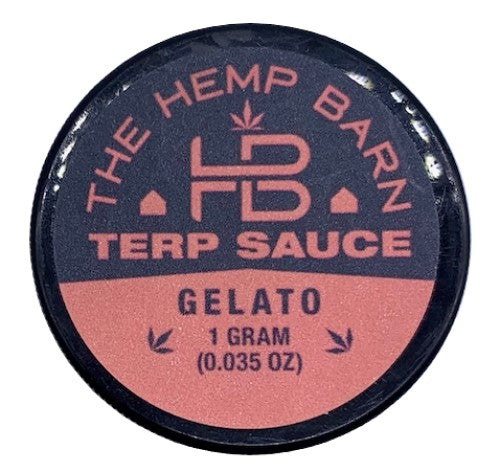 THE HEMP BARN
HB
TERP SAUCE
GELATO
1 GRAM
(0.035 OZ)